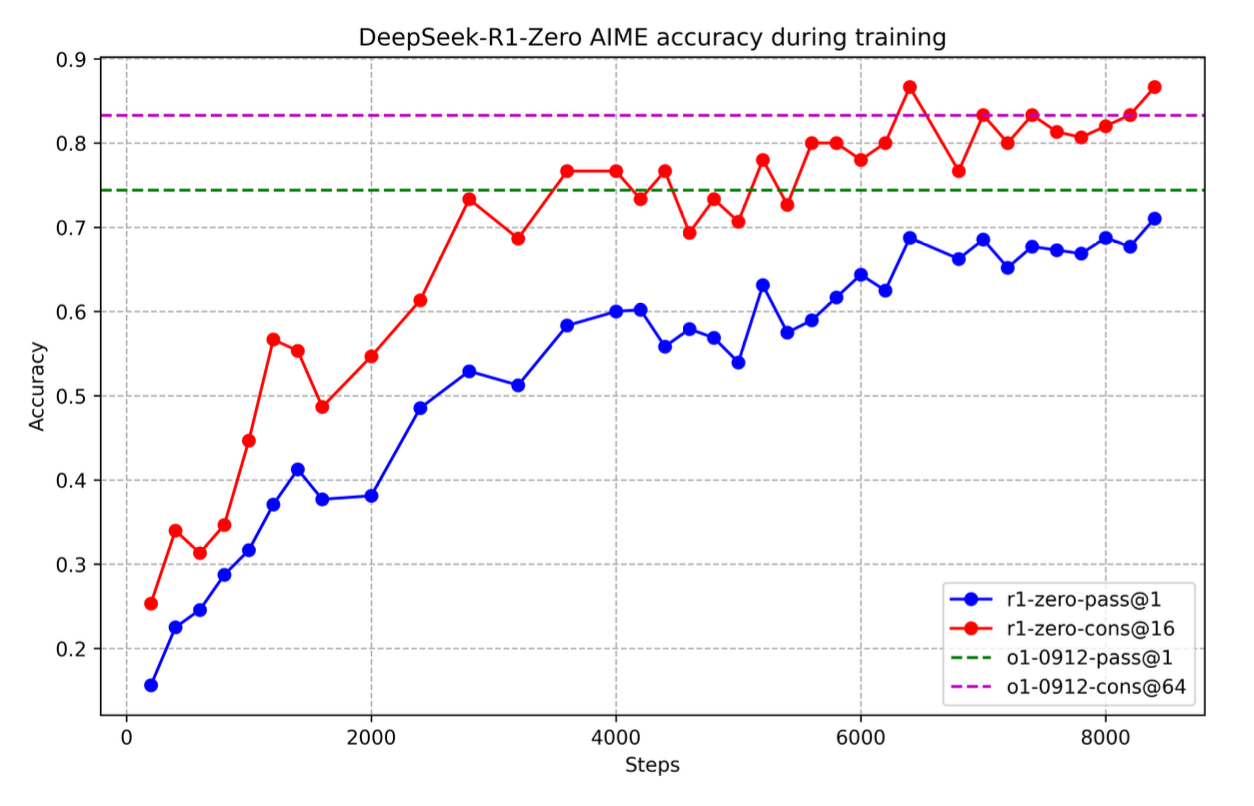 DeepSeek-R1-Zero AIME accuracy during training
0.9
0.8
0.7
0.6
0.5
0.4
0.3
0.2
Accuracy
0 2000 4000 6000 8000
Steps
r1-zero-pass@1
r1-zero-cons@16
o1-0912-pass@1
o1-0912-cons@64